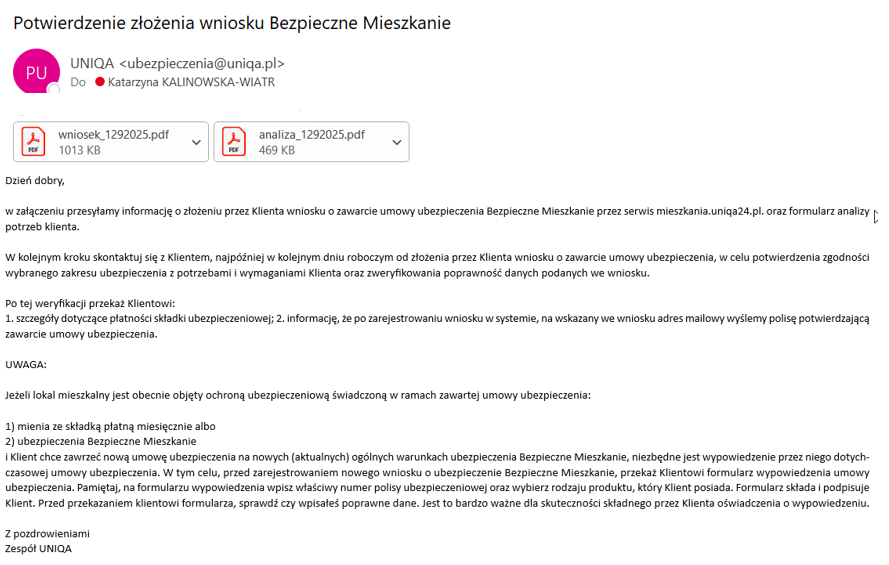 Potwierdzenie złożenia wniosku Bezpieczne Mieszkanie
PU
UNIQA <ubezpieczenia@uniqa.pl>
Do Katarzyna KALINOWSKA-WIATR
PDF
wniosek_1292025.pdf
1013 KB
PDF
analiza_1292025.pdf
469 KB
Dzień dobry,
w załączeniu przesyłamy informację o złożeniu przez Klienta wniosku o zawarcie umowy ubezpieczenia Bezpieczne Mieszkanie przez serwis mieszkania.uniqa24.pl. oraz formularz analizy
potrzeb klienta.
W kolejnym kroku skontaktuj się z Klientem, najpóźniej w kolejnym dniu roboczym od złożenia przez Klienta wniosku o zawarcie umowy ubezpieczenia, w celu potwierdzenia zgodności
wybranego zakresu ubezpieczenia z potrzebami i wymaganiami Klienta oraz zweryfikowania poprawność danych podanych we wniosku.
Po tej weryfikacji przekaż Klientowi:
1. szczegóły dotyczące płatności składki ubezpieczeniowej; 2. informację, że po zarejestrowaniu wniosku w systemie, na wskazany we wniosku adres mailowy wyślemy polisę potwierdzającą
zawarcie umowy ubezpieczenia.
UWAGA:
Jeżeli lokal mieszkalny jest obecnie objęty ochroną ubezpieczeniową świadczoną w ramach zawartej umowy ubezpieczenia:
1) mienia ze składką płatną miesięcznie albo
2) ubezpieczenia Bezpieczne Mieszkanie
i Klient chce zawrzeć nową umowę ubezpieczenia na nowych (aktualnych) ogólnych warunkach ubezpieczenia Bezpieczne Mieszkanie, niezbędne jest wypowiedzenie przez niego dotych-
czasowej umowy ubezpieczenia. W tym celu, przed zarejestrowaniem nowego wniosku o ubezpieczenie Bezpieczne Mieszkanie, przekaż Klientowi formularz wypowiedzenia umowy
ubezpieczenia. Pamiętaj, na formularzu wypowiedzenia wpisz właściwy numer polisy ubezpieczeniowej oraz wybierz rodzaju produktu, który Klient posiada. Formularz składa i podpisuje
Klient. Przed przekazaniem klientowi formularza, sprawdź czy wpisałeś poprawne dane. Jest to bardzo ważne dla skuteczności składnego przez Klienta oświadczenia o wypowiedzeniu.
Z pozdrowieniami
Zespół UNIQA